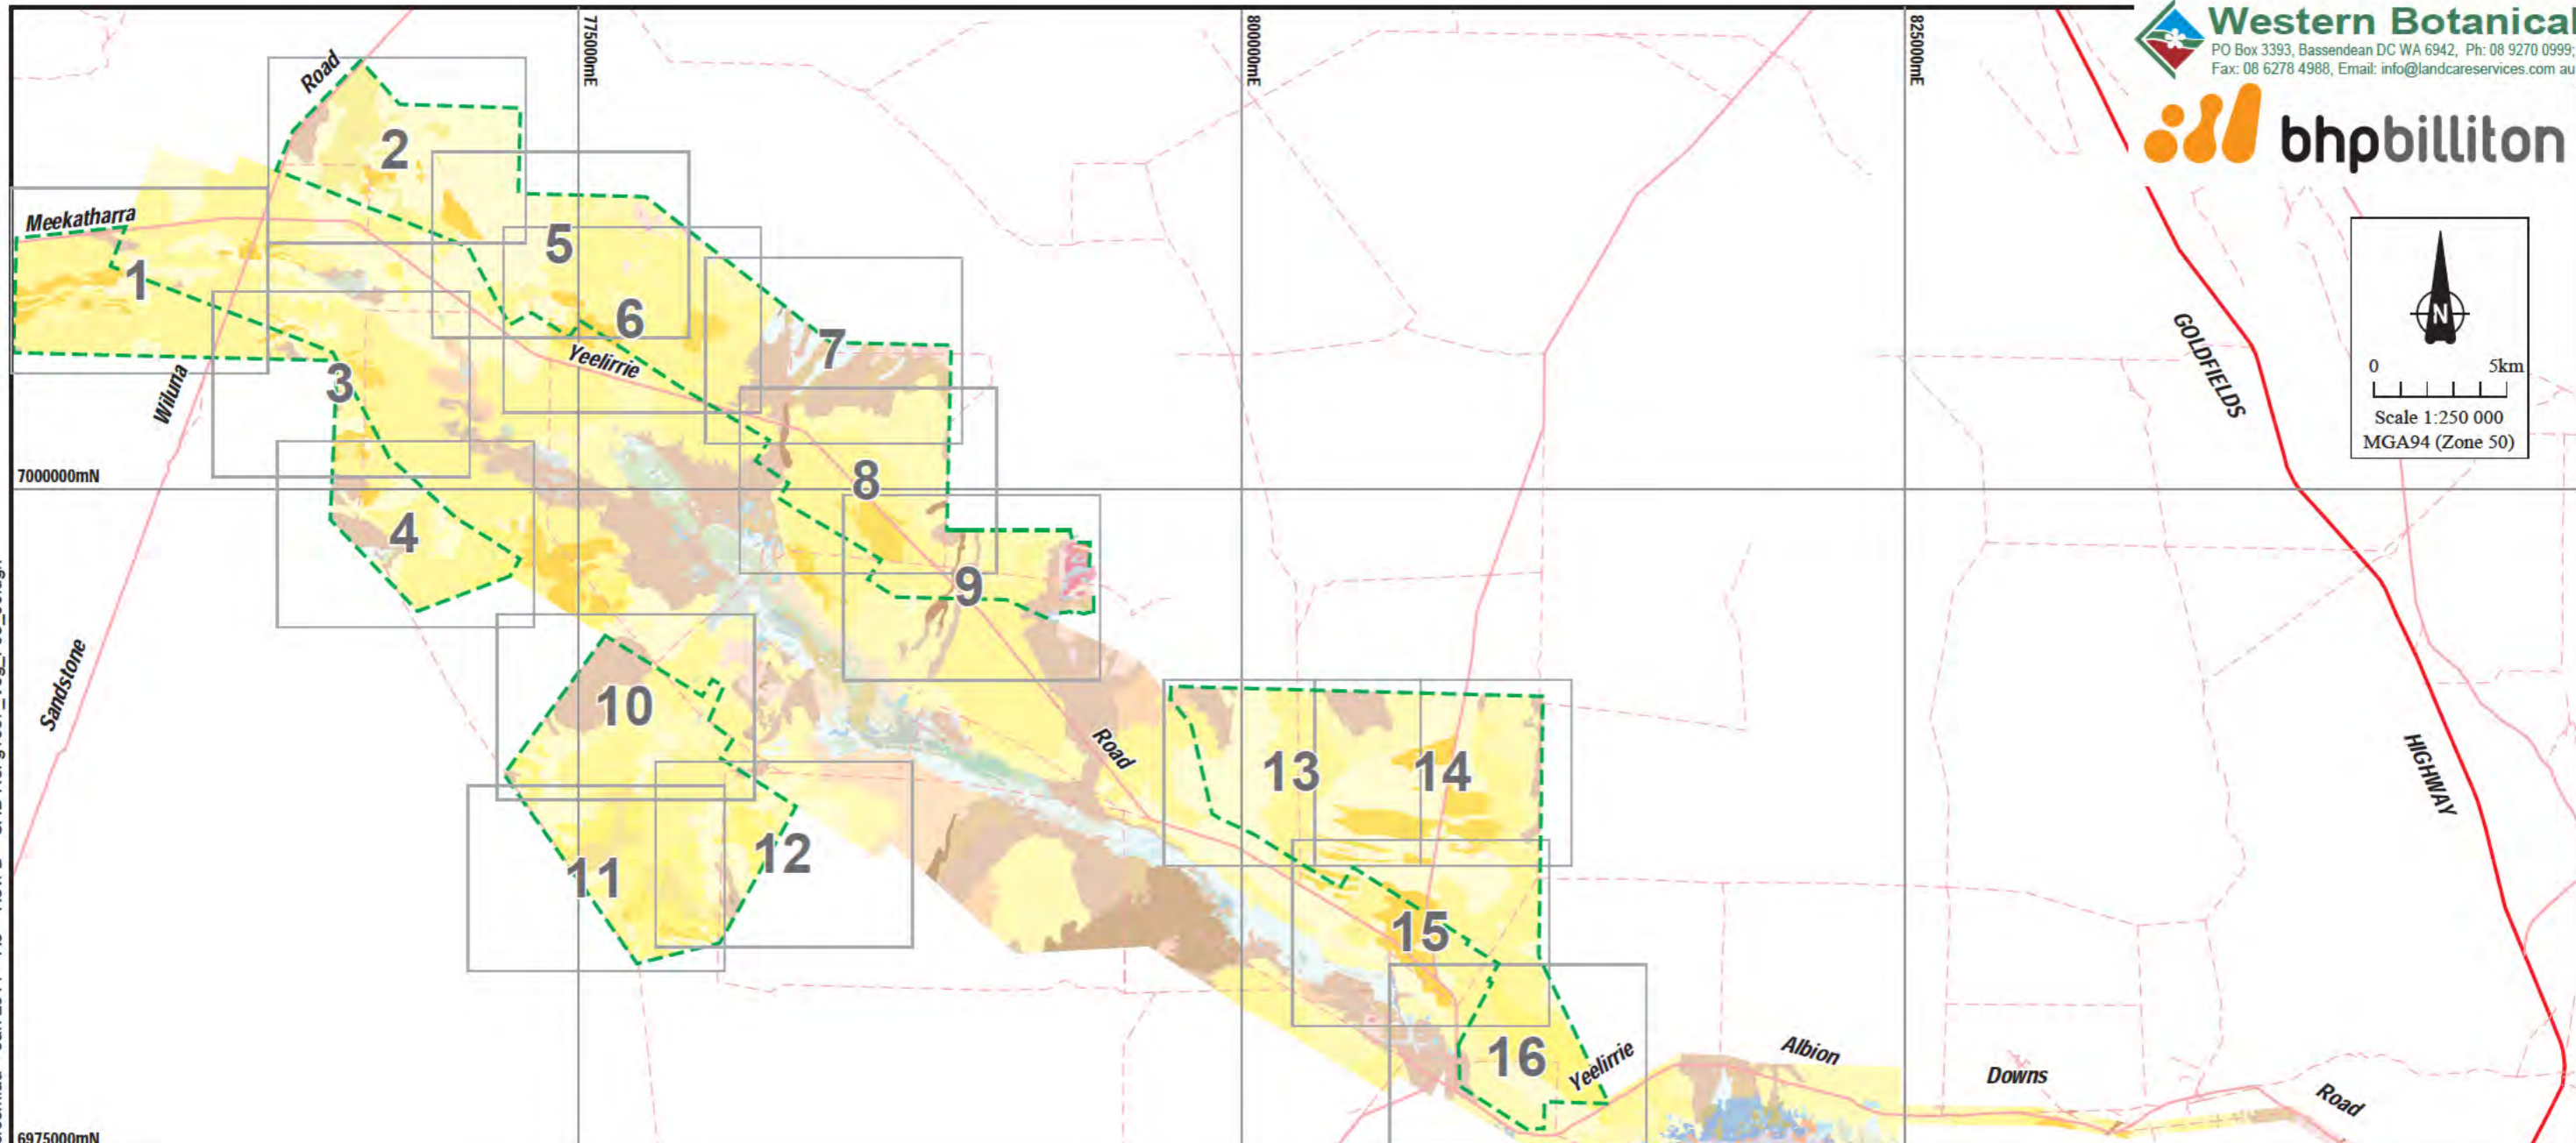 Western Botanical
PO Box 3393, Bassendean DC WA 6942, Ph: 08 9270 0999;
Fax: 08 6278 4988, Email: info@landcareservices.com au
bhpbilliton
775000mE
800000mE
825000mE
Road
2
Meekatharra
5
1
6
7
N
0 5km
Scale 1:250 000
MGA94 (Zone 50)
GOLDFIELDS
Yeelirrie
3
Wiluna
7000000mN
8
4
9
Sandstone
10
Road
13
14
HIGHWAY
12
11
15
16
Yeelirrie
Albion
Downs
Road
6975000mN